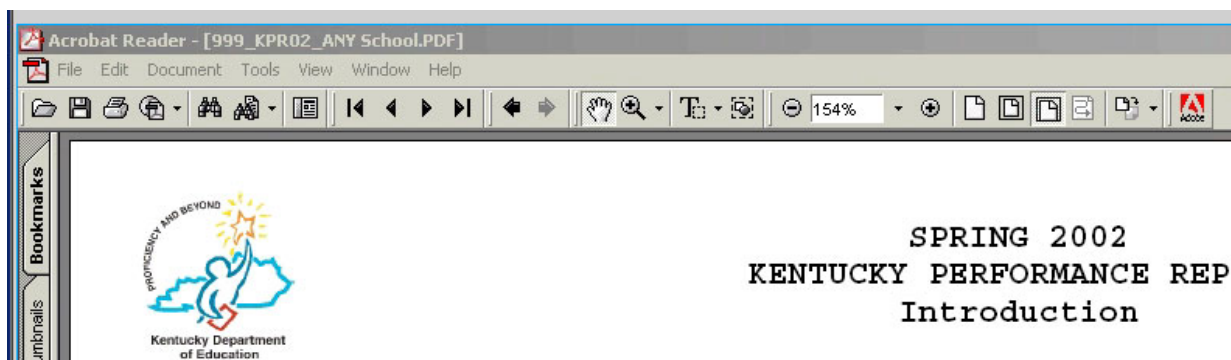 Acrobat Reader - [999_KPR02_ANY School.PDF]
File Edit Document Tools View Window Help
154%
Adobe
Bookmarks
umbnails
PROFICIENCY AND BEYOND
Kentucky Department
of Education
SPRING 2002
KENTUCKY PERFORMANCE REP
Introduction